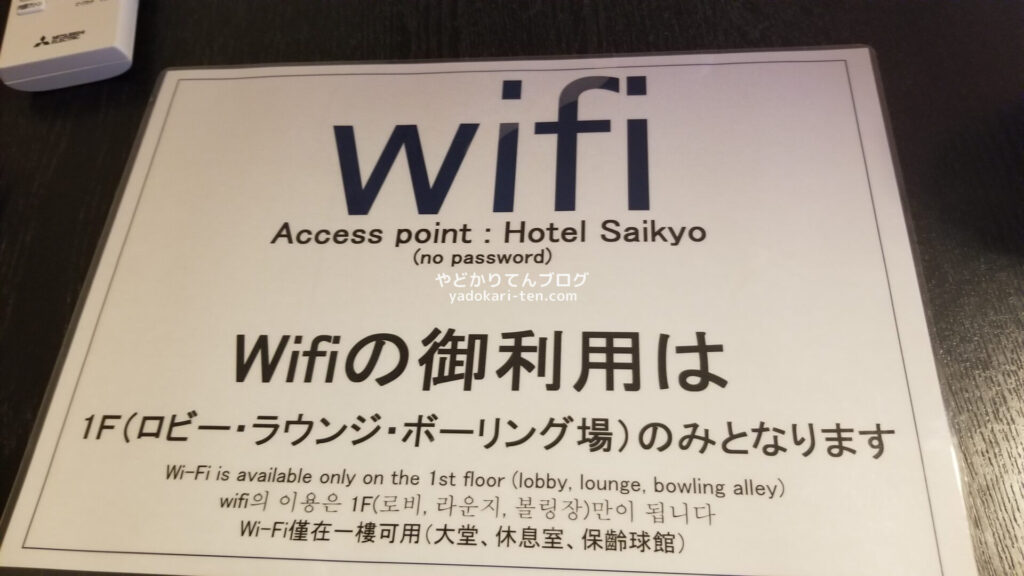 MITSUBISHI
ELECTRIC
wifi
Access point : Hotel Saikyo
(no password)
やどかりてんブログ
yadokari-ten.com
Wifiの御利用は
1F(ロビー・ラウンジ・ボーリング場)のみとなります
Wi-Fi is available only on the 1st floor (lobby, lounge, bowling alley)
wifi의 이용은 1F(로비, 라운지, 볼링장)만이 됩니다
Wi-Fi僅在一樓可用(大堂、休息室、保齡球館)